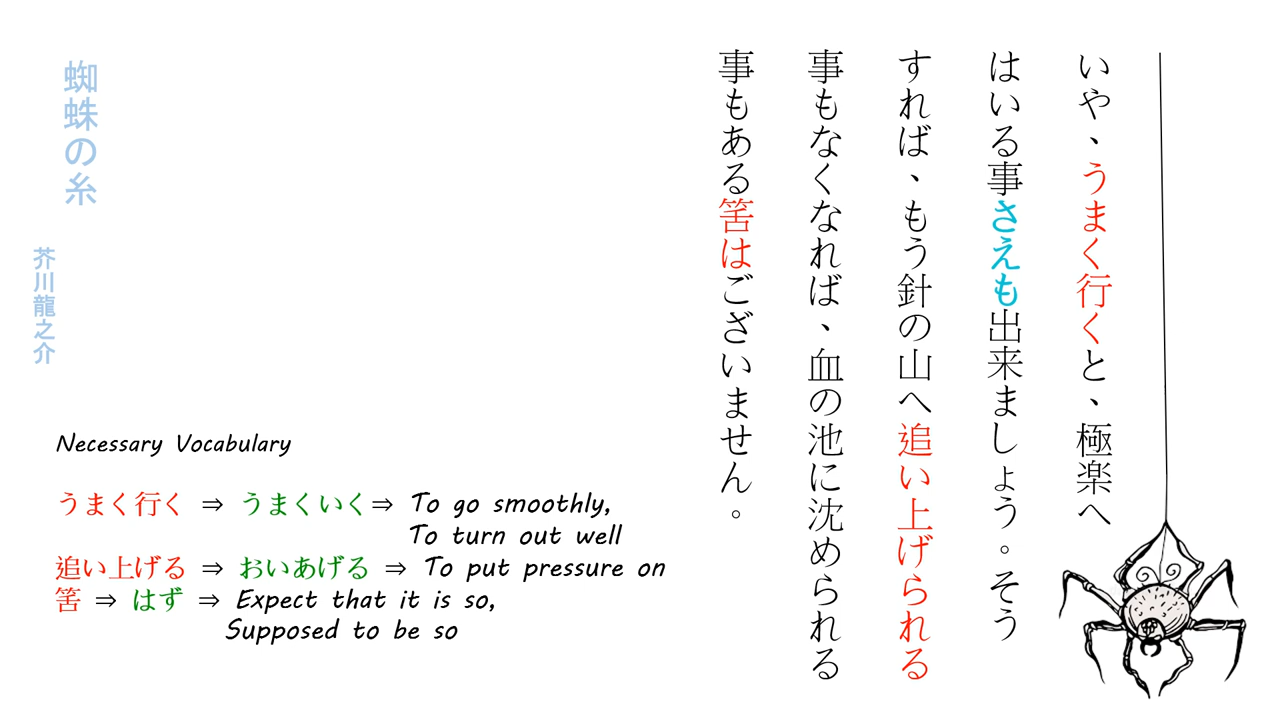 いや、うまく行くと、極楽へ
はいる事さえも出来ましょう。そう
すれば、もう針の山へ追い上げられる
事もなくなれば、血の池に沈められる
事もある筈はございません。
蜘蛛の糸
芥川龍之介
Necessary Vocabulary
うまく行く ⇒ うまくいく⇒ To go smoothly,
To turn out well
追い上げる ⇒ おいあげる ⇒ To put pressure on
筈 ⇒ はず ⇒ Expect that it is so,
Supposed to be so